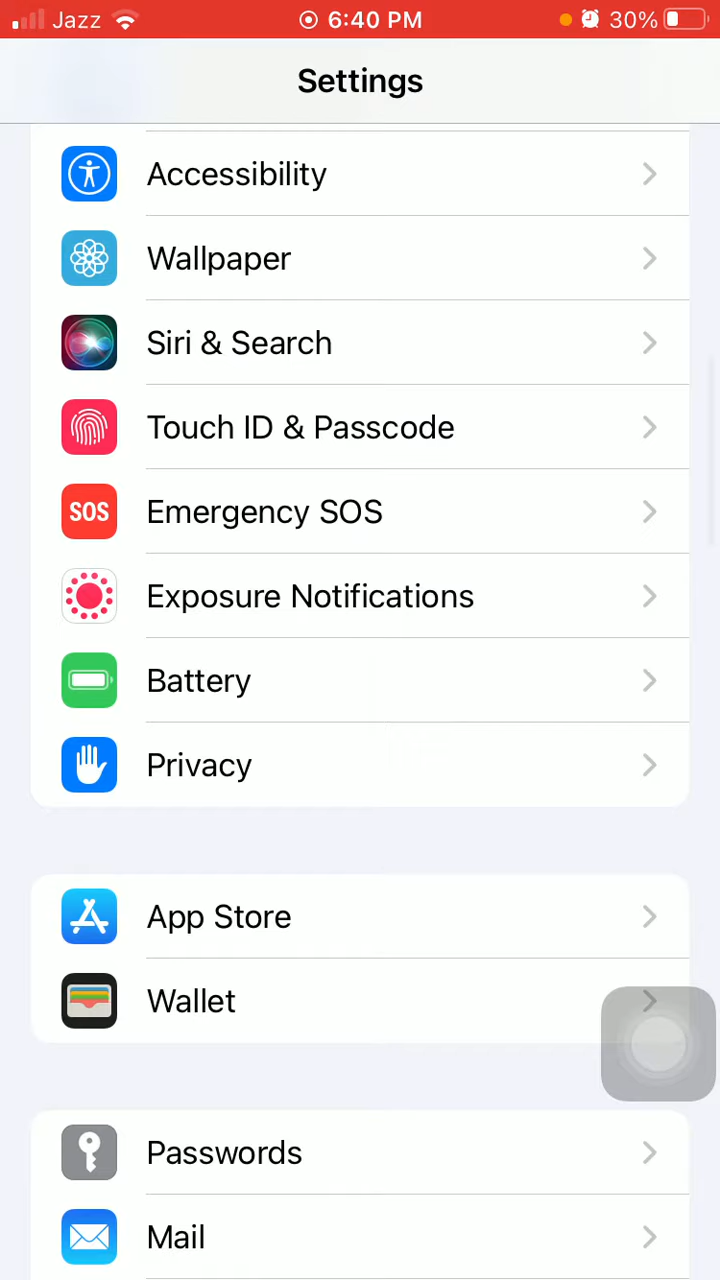 Jazz 6:40 PM 30%
Settings
Accessibility
Wallpaper
Siri & Search
Touch ID & Passcode
SOS Emergency SOS
Exposure Notifications
Battery
Privacy
App Store
Wallet
Passwords
Mail